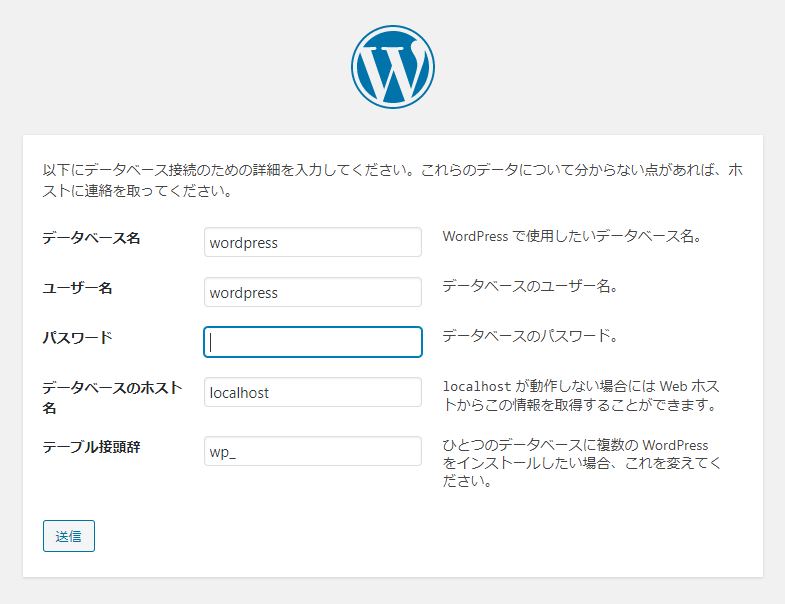 以下にデータベース接続のための詳細を入力してください。これらのデータについて分からない点があれば、ホ
ストに連絡を取ってください。
データベース名
wordpress
WordPress で使用したいデータベース名。
ユーザー名
wordpress
データベースのユーザー名。
パスワード
データベースのパスワード。
データベースのホスト
名
localhost
localhost が動作しない場合には Web ホス
トからこの情報を取得することができます。
テーブル接頭辞
wp_
ひとつのデータベースに複数の WordPress
をインストールしたい場合、これを変えてく
ださい。
送信